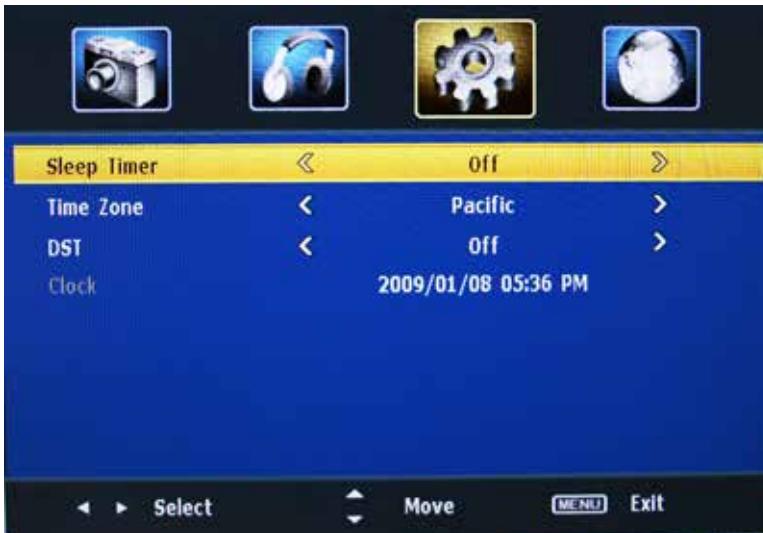 Sleep Timer Off
Time Zone Pacific
DST Off
Clock 2009/01/08 05:36 PM
Select Move MENU Exit